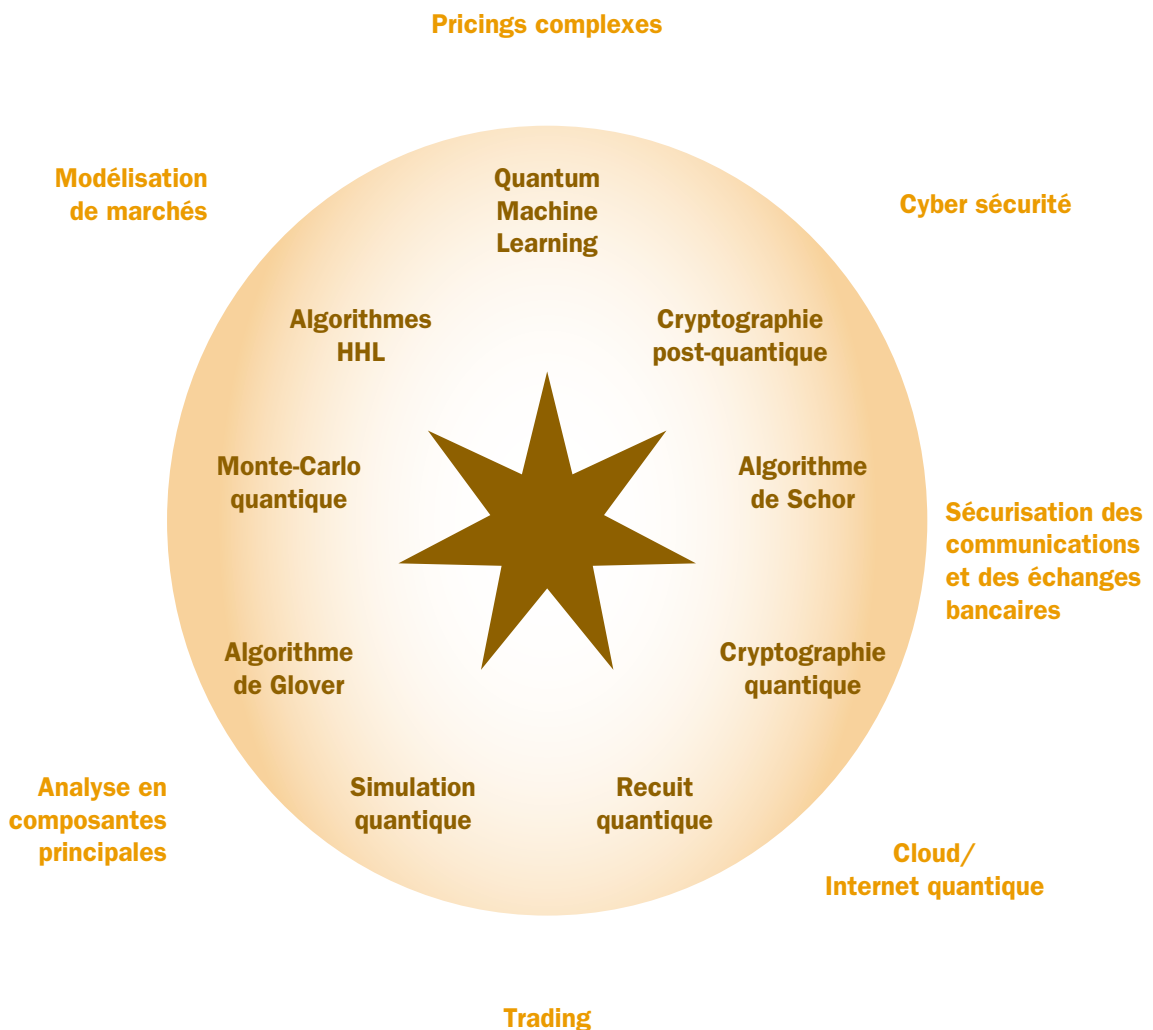 Pricings complexes
Modélisation
de marchés
Quantum
Machine
Learning
Cyber sécurité
Algorithmes
HHL
Cryptographie
post-quantique
Monte-Carlo
quantique
Algorithme
de Schor
Sécurisation des
communications
et des échanges
bancaires
Algorithme
de Glover
Cryptographie
quantique
Analyse en
composantes
principales
Simulation
quantique
Recuit
quantique
Cloud/
Internet quantique
Trading